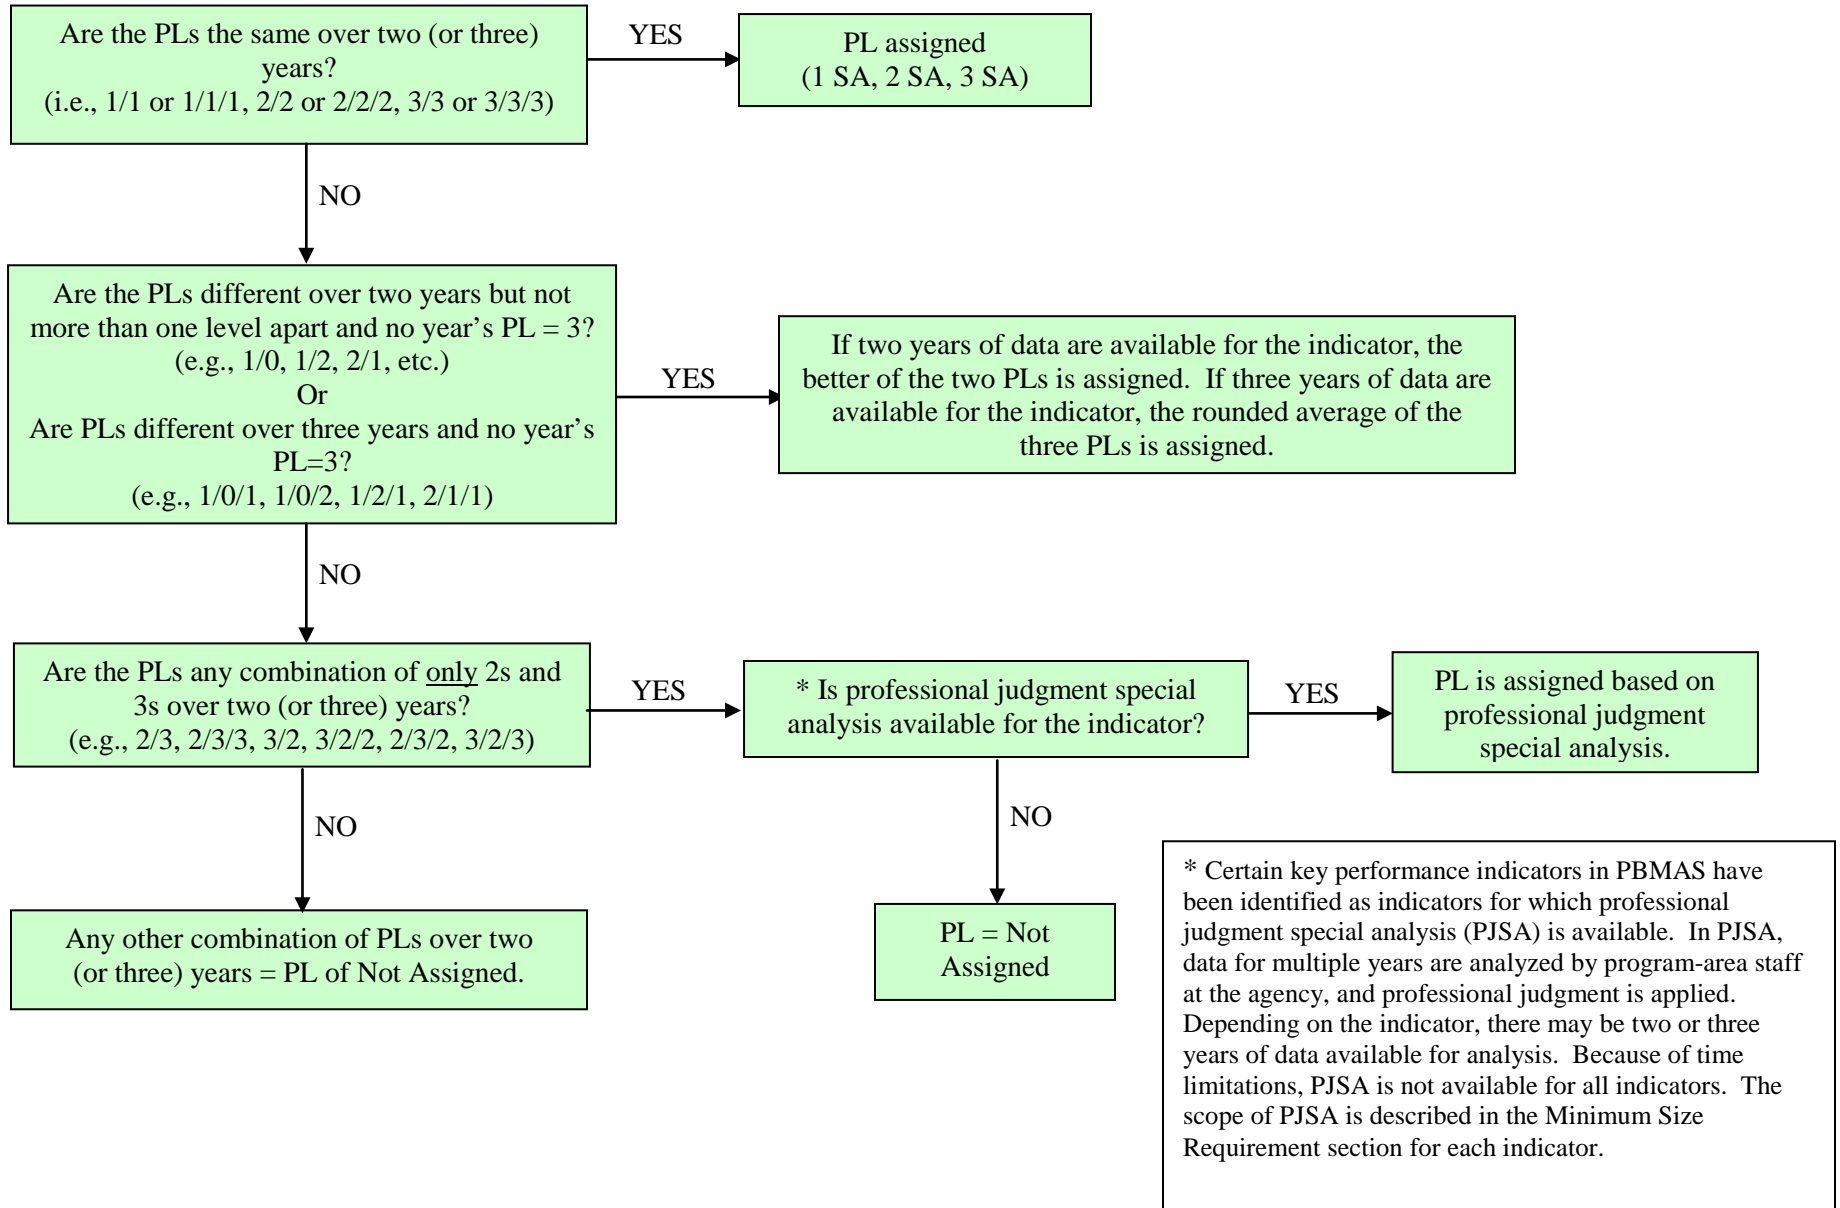 Are the PLs the same over two (or three)
years?
(i.e., 1/1 or 1/1/1, 2/2 or 2/2/2, 3/3 or 3/3/3)
YES
PL assigned
(1 SA, 2 SA, 3 SA)
NO
Are the PLs different over two years but not
more than one level apart and no year’s PL = 3?
(e.g., 1/0, 1/2, 2/1, etc.)
Or
Are PLs different over three years and no year’s
PL=3?
(e.g., 1/0/1, 1/0/2, 1/2/1, 2/1/1)
YES
If two years of data are available for the indicator, the
better of the two PLs is assigned.  If three years of data are
available for the indicator, the rounded average of the
three PLs is assigned.
NO
Are the PLs any combination of only 2s and
3s over two (or three) years?
(e.g., 2/3, 2/3/3, 3/2, 3/2/2, 2/3/2, 3/2/3)
YES
* Is professional judgment special
analysis available for the indicator?
YES
PL is assigned based on
professional judgment
special analysis.
NO
Any other combination of PLs over two
(or three) years = PL of Not Assigned.
NO
PL = Not
Assigned
* Certain key performance indicators in PBMAS have
been identified as indicators for which professional
judgment special analysis (PJSA) is available.  In PJSA,
data for multiple years are analyzed by program-area staff
at the agency, and professional judgment is applied.
Depending on the indicator, there may be two or three
years of data available for analysis.  Because of time
limitations, PJSA is not available for all indicators.  The
scope of PJSA is described in the Minimum Size
Requirement section for each indicator.